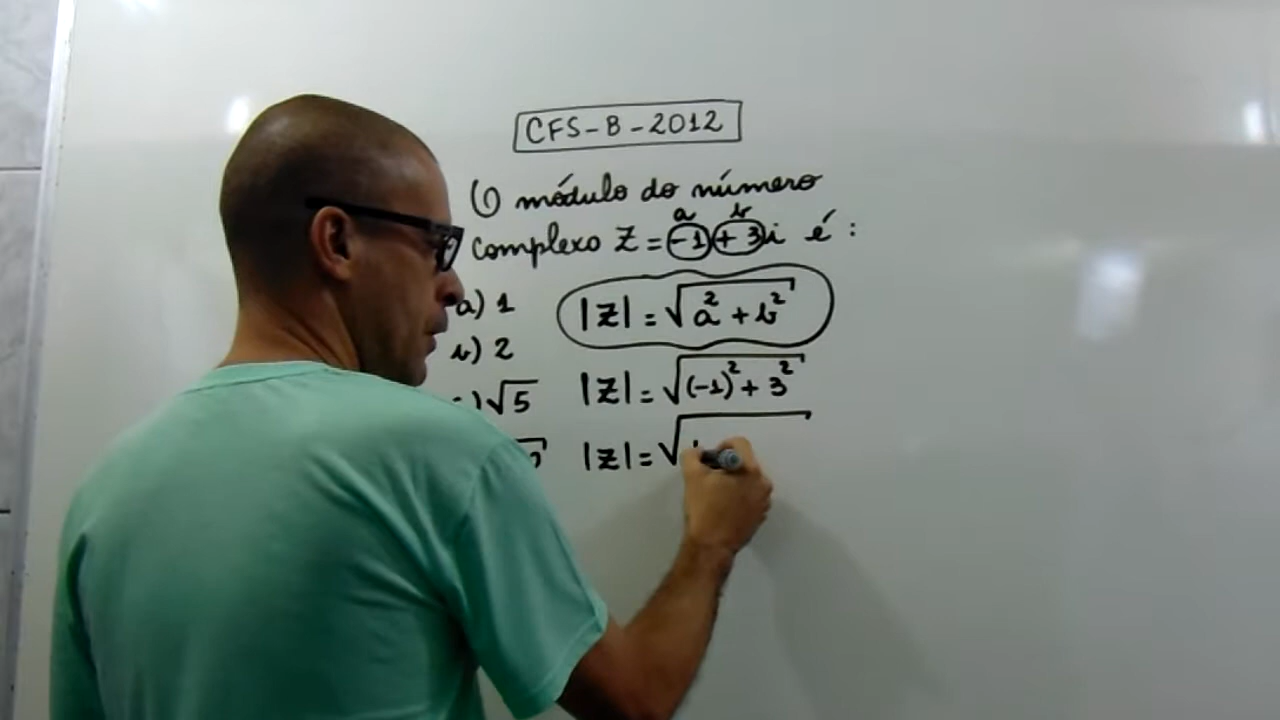 CFS-B-2012
O módulo do número
a b
complexo Z = -1 + 3i é :
a) 1
|Z| = √a² + b²
b) 2
|Z| = √(-1)² + 3²
) √5
|Z| = √